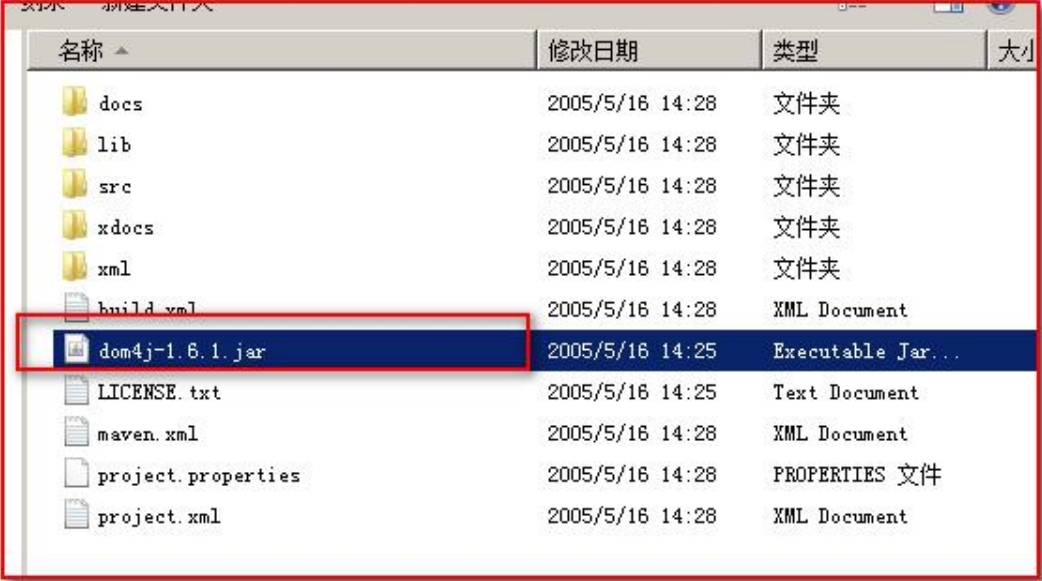 新建文件夹
名称 修改日期 类型 大小
docs 2005/5/16 14:28 文件夹
lib 2005/5/16 14:28 文件夹
src 2005/5/16 14:28 文件夹
xdocs 2005/5/16 14:28 文件夹
xml 2005/5/16 14:28 文件夹
build.xml 2005/5/16 14:28 XML Document
dom4j-1.6.1.jar 2005/5/16 14:25 Executable Jar...
LICENSE.txt 2005/5/16 14:25 Text Document
maven.xml 2005/5/16 14:28 XML Document
project.properties 2005/5/16 14:28 PROPERTIES 文件
project.xml 2005/5/16 14:28 XML Document